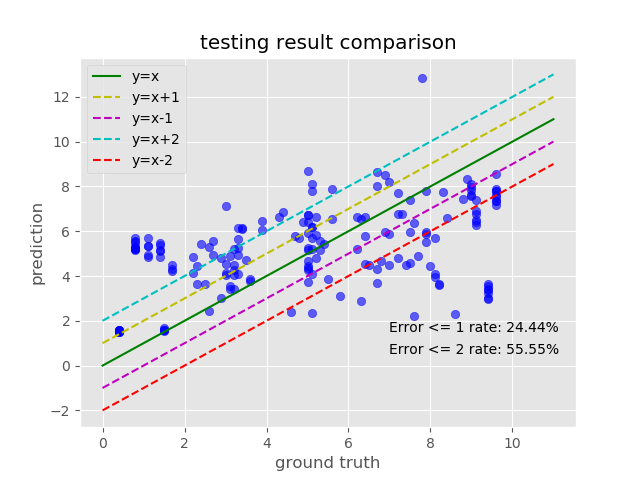 testing result comparison
y=x
y=x+1
y=x-1
y=x+2
y=x-2
12
10
8
6
4
2
0
−2
prediction
Error <= 1 rate: 24.44%
Error <= 2 rate: 55.55%
0
2
4
6
8
10
ground truth